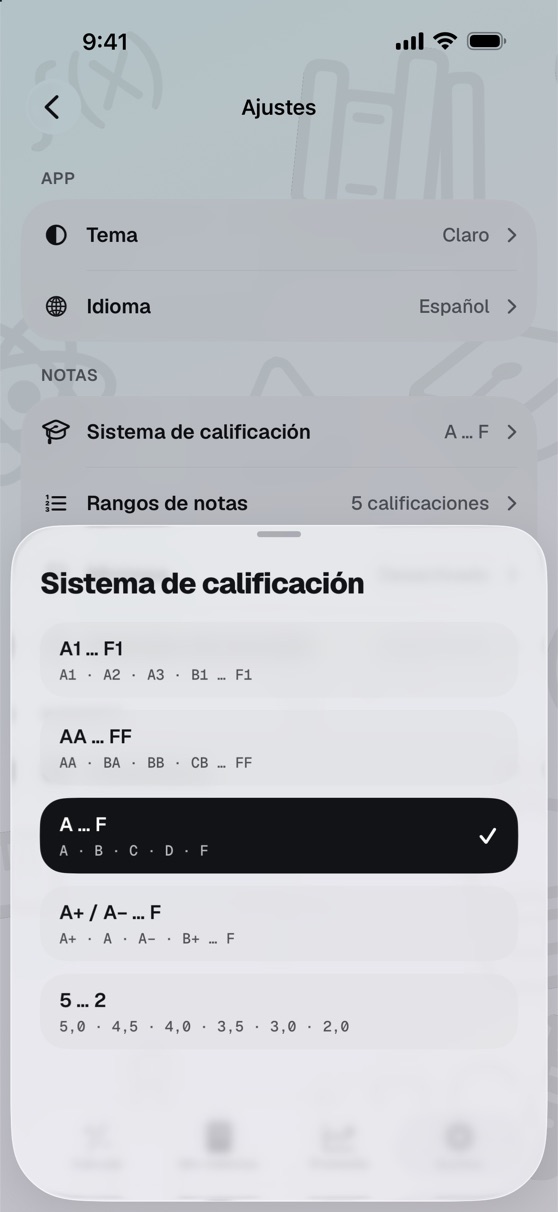 9:41
Ajustes
APP
Tema Claro
Idioma Español
NOTAS
Sistema de calificación A … F
Rangos de notas 5 calificaciones
Sistema de calificación
A1 … F1
A1 · A2 · A3 · B1 … F1
AA … FF
AA · BA · BB · CB … FF
A … F
A · B · C · D · F
A+ / A− … F
A+ · A · A− · B+ … F
5 … 2
5,0 · 4,5 · 4,0 · 3,5 · 3,0 · 2,0